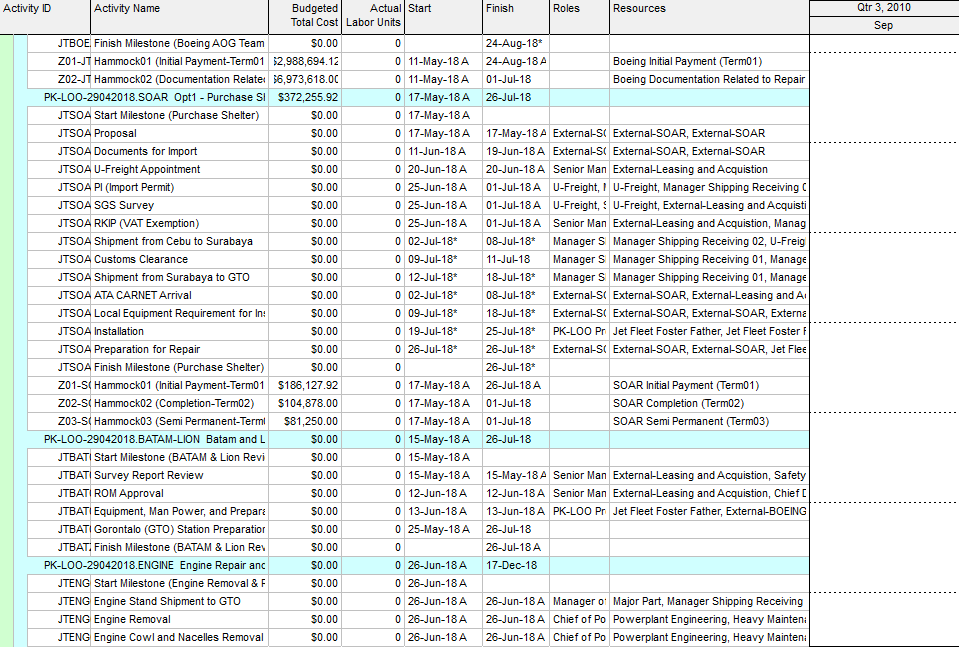 Activity ID Activity Name Budgeted Total Cost Actual Labor Units Start Finish Roles Resources Qtr 3, 2010
Sep
JTBOE Finish Milestone (Boeing AOG Team $0.00 0 24-Aug-18*
Z01-JT Hammock01 (Initial Payment-Term01 $2,988,694.12 0 11-May-18 A 24-Aug-18 A Boeing Initial Payment (Term01)
Z02-JT Hammock02 (Documentation Relate $6,973,618.00 0 11-May-18 A 01-Jul-18 Boeing Documentation Related to Repair
PK-LOO-29042018.SOAR Opt1 - Purchase SI $372,255.92 0 17-May-18 A 26-Jul-18
JTSOA Start Milestone (Purchase Shelter) $0.00 0 17-May-18 A
JTSOA Proposal $0.00 0 17-May-18 A External-SO External-SOAR, External-SOAR
JTSOA Documents for Import $0.00 0 11-Jun-18 A 19-Jun-18 A External-SO External-SOAR, External-SOAR
JTSOA U-Freight Appointment $0.00 0 20-Jun-18 A 20-Jun-18 A Senior Man External-Leasing and Acquistion
JTSOA PI (Import Permit) $0.00 0 25-Jun-18 A 01-Jul-18 A U-Freight, M U-Freight, Manager Shipping Receiving 0
JTSOA SGS Survey $0.00 0 25-Jun-18 A 01-Jul-18 A U-Freight, S U-Freight, External-Leasing and Acquisti
JTSOA RKIP (VAT Exemption) $0.00 0 25-Jun-18 A 01-Jul-18 A Senior Man External-Leasing and Acquistion, Manag
JTSOA Shipment from Cebu to Surabaya $0.00 0 02-Jul-18* 08-Jul-18* Manager S Manager Shipping Receiving 02, U-Freig
JTSOA Customs Clearance $0.00 0 09-Jul-18* 11-Jul-18 Manager S Manager Shipping Receiving 01, Manage
JTSOA Shipment from Surabaya to GTO $0.00 0 12-Jul-18* 18-Jul-18* Manager S Manager Shipping Receiving 01, Manage
JTSOA ATA CARNET Arrival $0.00 0 02-Jul-18* 08-Jul-18* External-SO External-SOAR, External-Leasing and A
JTSOA Local Equipment Requirement for In $0.00 0 09-Jul-18* 18-Jul-18* External-SO External-SOAR, External-SOAR, Externa
JTSOA Installation $0.00 0 19-Jul-18* 25-Jul-18* PK-LOO Pr Jet Fleet Foster Father, Jet Fleet Foster F
JTSOA Preparation for Repair $0.00 0 26-Jul-18* 26-Jul-18* External-SO External-SOAR, External-SOAR, Jet Flee
JTSOA Finish Milestone (Purchase Shelter) $0.00 0 26-Jul-18*
Z01-SO Hammock01 (Initial Payment-Term01 $186,127.92 0 17-May-18 A 26-Jul-18 A SOAR Initial Payment (Term01)
Z02-SO Hammock02 (Completion-Term02) $104,878.00 0 17-May-18 A 01-Jul-18 SOAR Completion (Term02)
Z03-SO Hammock03 (Semi Permanent-Term $81,250.00 0 17-May-18 A 01-Jul-18 SOAR Semi Permanent (Term03)
PK-LOO-29042018.BATAM-LION Batam and L $0.00 0 15-May-18 A 26-Jul-18
JTBAT Start Milestone (BATAM & Lion Revi $0.00 0 15-May-18 A
JTBAT Survey Report Review $0.00 0 15-May-18 A 15-May-18 A Senior Man External-Leasing and Acquistion, Safety
JTBAT ROM Approval $0.00 0 12-Jun-18 A 12-Jun-18 A Senior Man External-Leasing and Acquistion, Chief D
JTBAT Equipment, Man Power, and Prepara $0.00 0 13-Jun-18 A 13-Jun-18 A PK-LOO Pr Jet Fleet Foster Father, External-BOEING
JTBAT Gorontalo (GTO) Station Preparation $0.00 0 25-May-18 A 26-Jul-18
JTBAT Finish Milestone (BATAM & Lion Rev $0.00 0 26-Jul-18 A
PK-LOO-29042018.ENGINE Engine Repair and $0.00 0 26-Jun-18 A 17-Dec-18
JTENG Start Milestone (Engine Removal & F $0.00 0 26-Jun-18 A
JTENG Engine Stand Shipment to GTO $0.00 0 26-Jun-18 A 26-Jun-18 A Manager o Major Part, Manager Shipping Receiving
JTENG Engine Removal $0.00 0 26-Jun-18 A 26-Jun-18 A Chief of Po Powerplant Engineering, Heavy Maintena
JTENG Engine Cowl and Nacelles Removal $0.00 0 26-Jun-18 A 26-Jun-18 A Chief of Po Powerplant Engineering, Heavy Maintena